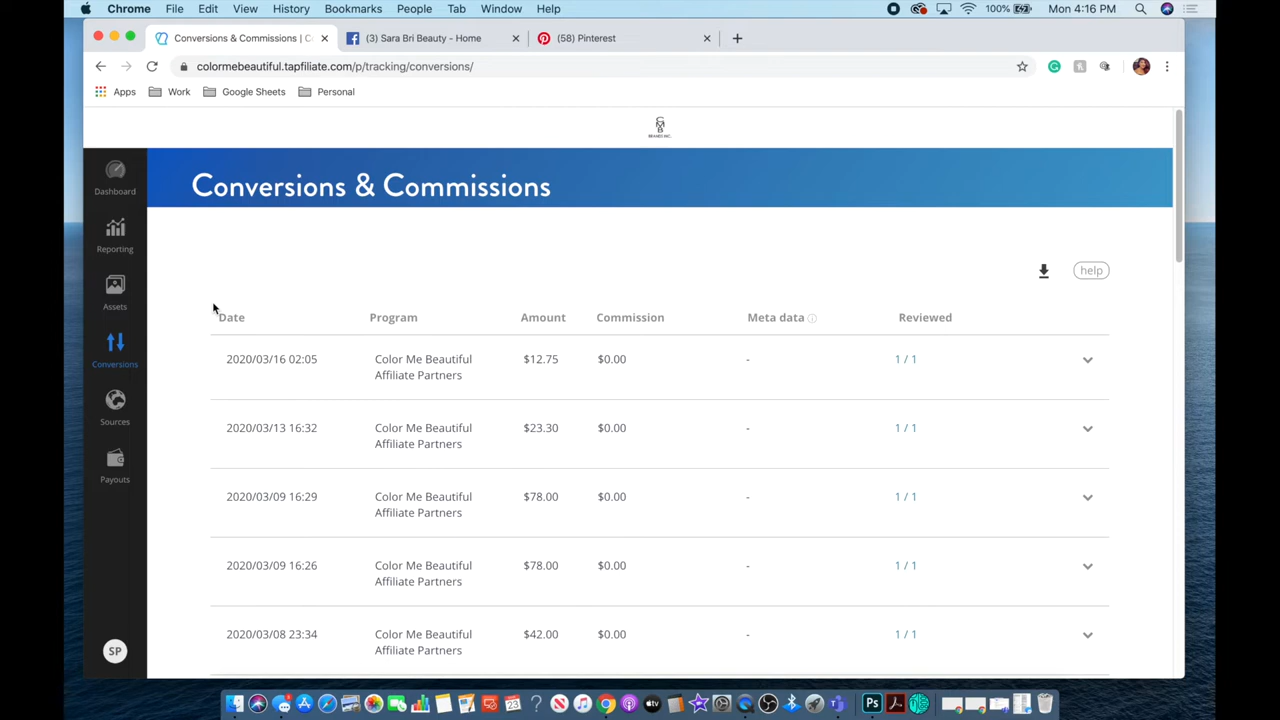 Chrome File Edit View History Bookmarks People Tab Window Help 100% Mon 4:16 PM
Conversions & Commissions | C (3) Sara Bri Beauty - Home (58) Pinterest
colormebeautiful.tapfiliate.com/p/tracking/conversions/
Apps Work Google Sheets Personal
CMB
BRANDS INC.
Conversions & Commissions
Dashboard
Reporting
Assets
Conversions
Sources
Payouts
SP
help
Date Program Amount Commission Meta data Reviewed
2020/03/16 02:05 Color Me Beautiful $12.75 $0.00 - 1 / 1
Affiliate Partners
2020/03/13 16:32 Color Me Beautiful $23.30 $0.00 - 1 / 1
Affiliate Partners
2020/03/09 16:29 Color Me Beautiful $78.00 $0.00 - 1 / 1
Affiliate Partners
2020/03/09 16:26 Color Me Beautiful $78.00 $0.00 - 1 / 1
Affiliate Partners
2020/03/08 23:34 Color Me Beautiful $42.00 $0.00 - 1 / 1
Affiliate Partners
tv Ps